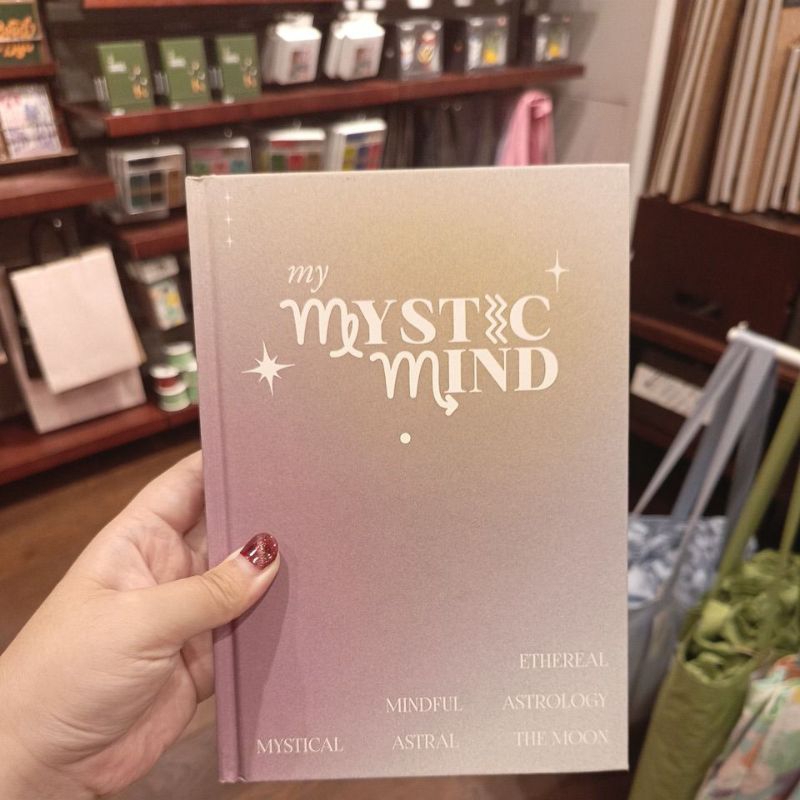 my
MYSTIC
MIND
ETHEREAL
MINDFUL ASTROLOGY
MYSTICAL ASTRAL THE MOON